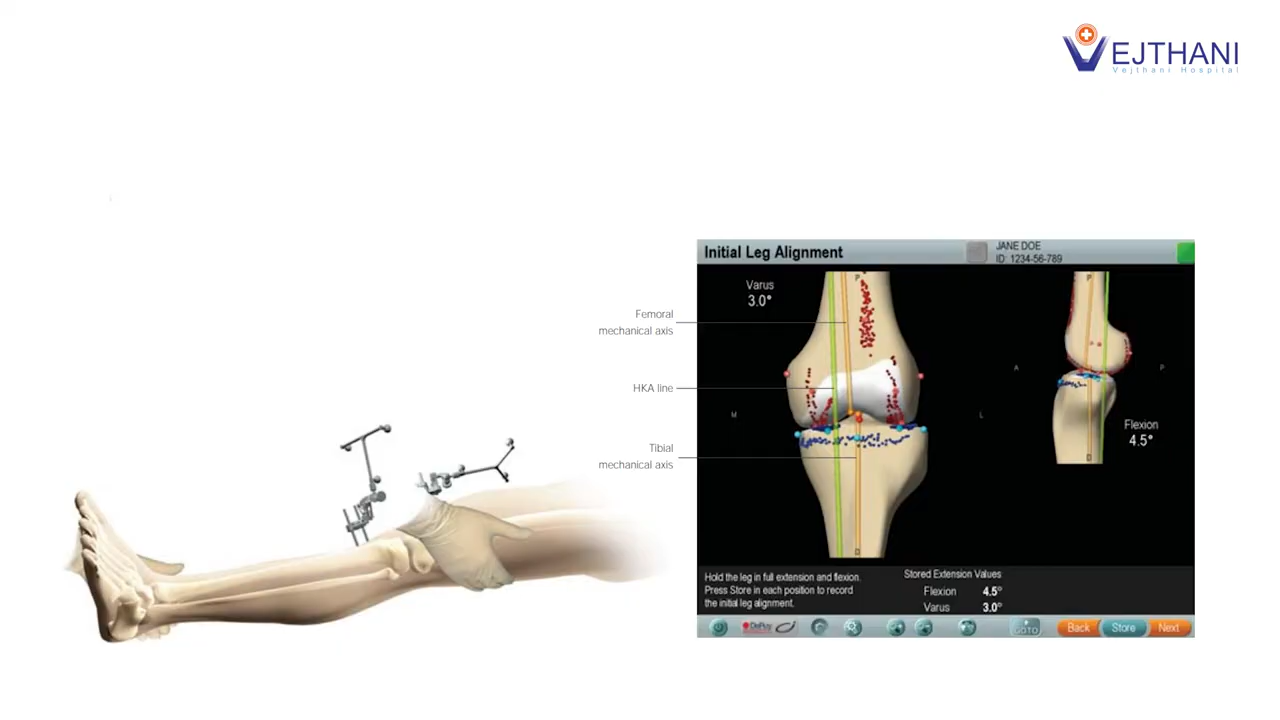 VEJTHANI
Vejthani Hospital
Initial Leg Alignment
JANE DOE
ID: 1234-56-789
Varus
3.0°
Femoral
mechanical axis
HKA line
Tibial
mechanical axis
P
P
A
P
M
L
Flexion
4.5°
Hold the leg in full extension and flexion.
Press Store in each position to record
the initial leg alignment.
Stored Extension Values
Flexion 4.5°
Varus 3.0°
DePuy
GOTO
Back
Store
Next